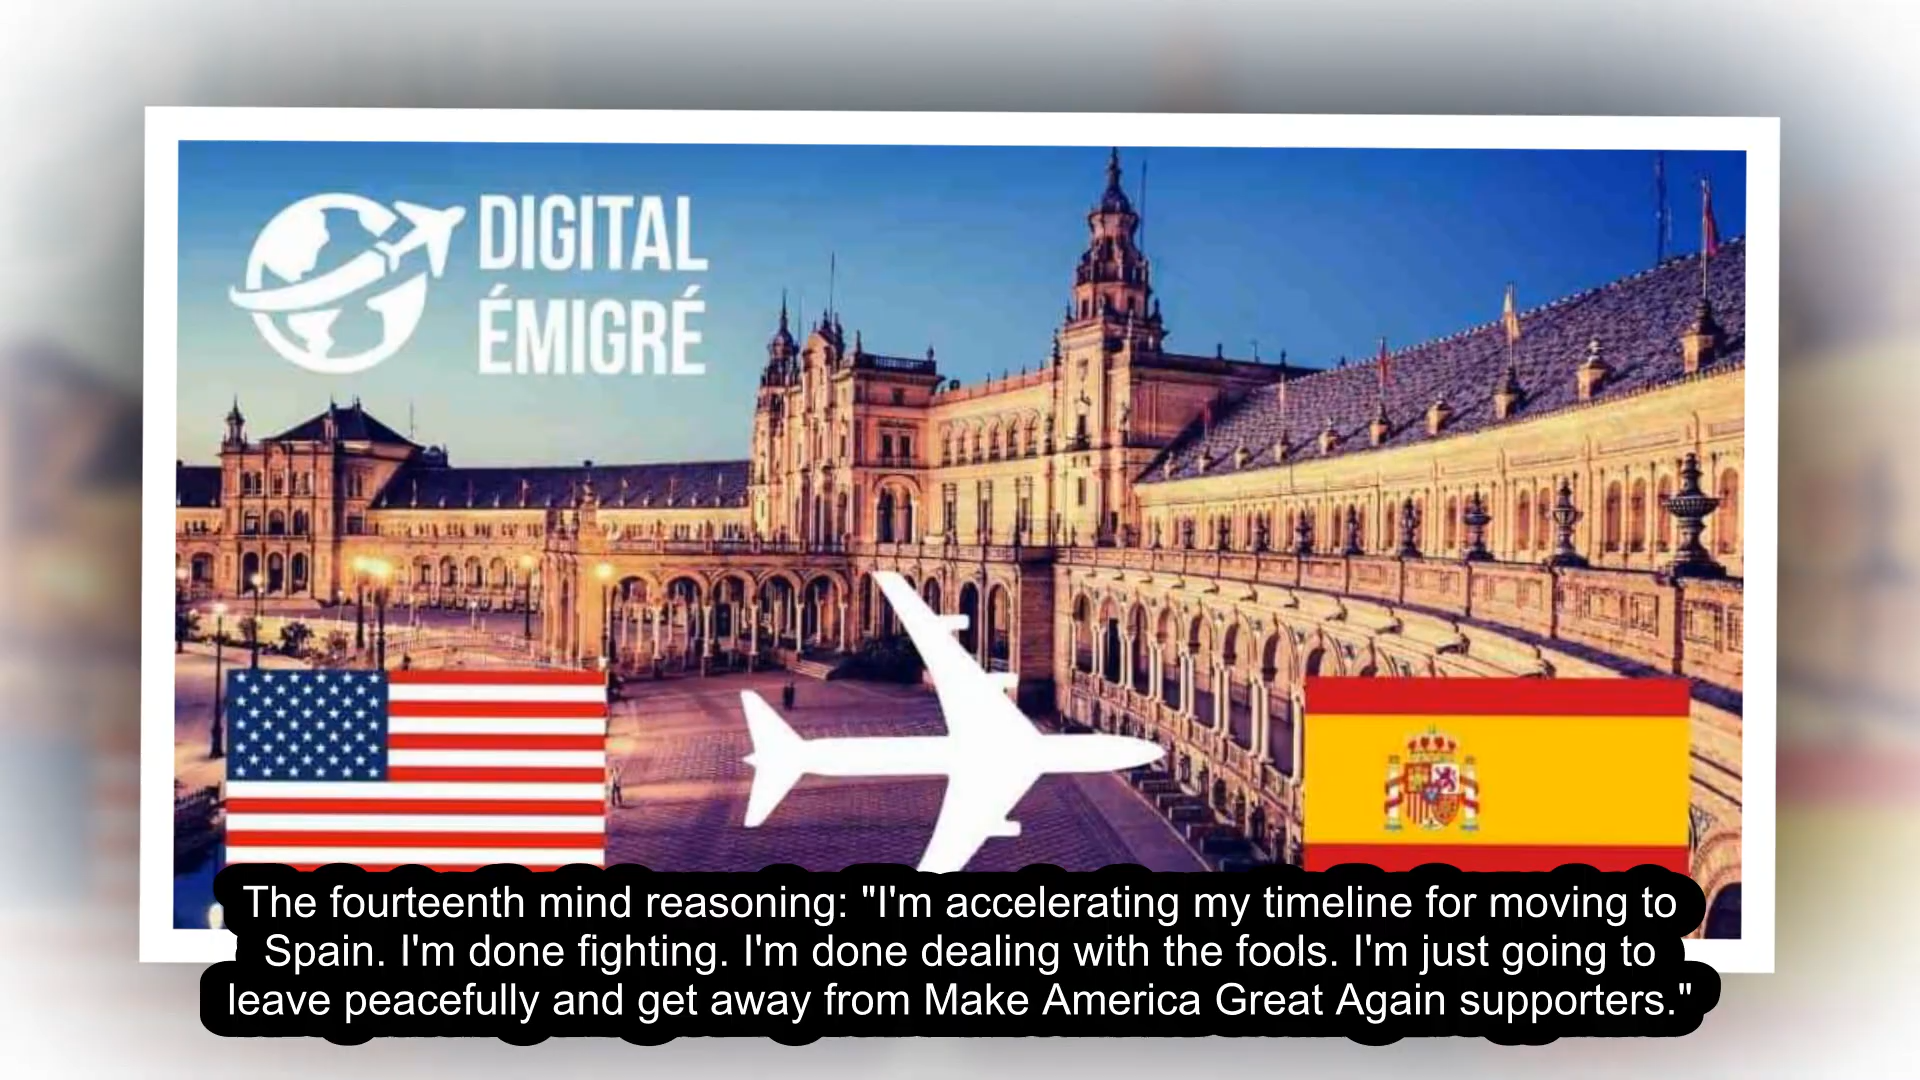 DIGITAL
ÉMIGRÉ
The fourteenth mind reasoning: "I'm accelerating my timeline for moving to
Spain. I'm done fighting. I'm done dealing with the fools. I'm just going to
leave peacefully and get away from Make America Great Again supporters."